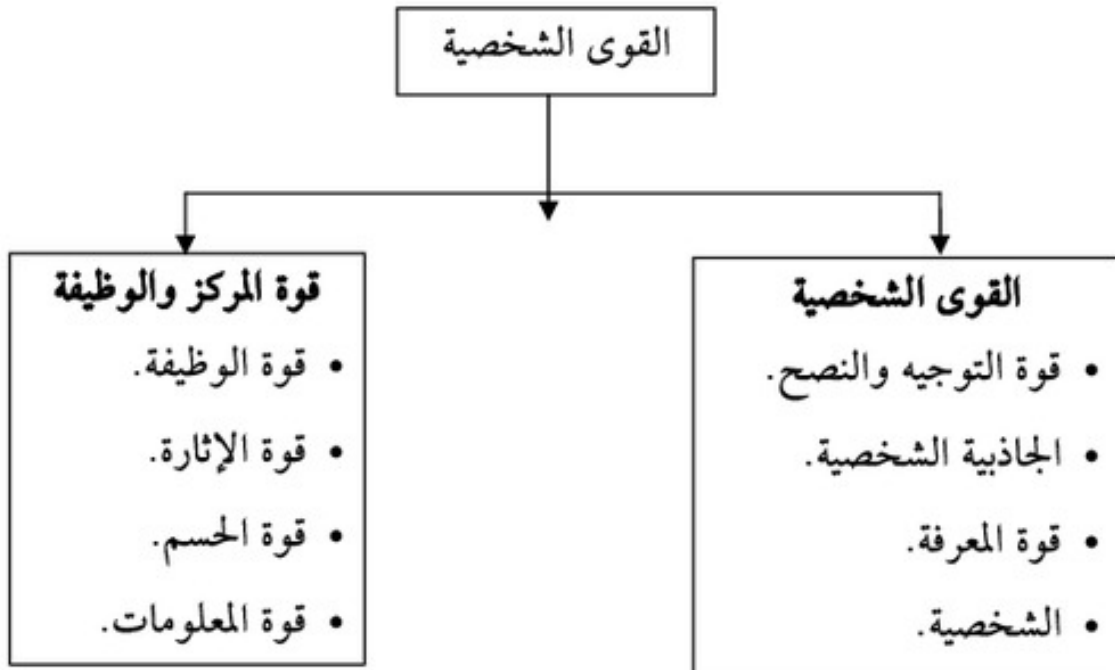 القوى الشخصية
القوى الشخصية
• قوة التوجيه والنصح.
• الجاذبية الشخصية.
• قوة المعرفة.
• الشخصية.
قوة المركز والوظيفة
• قوة الوظيفة.
• قوة الإثارة.
• قوة الحسم.
• قوة المعلومات.